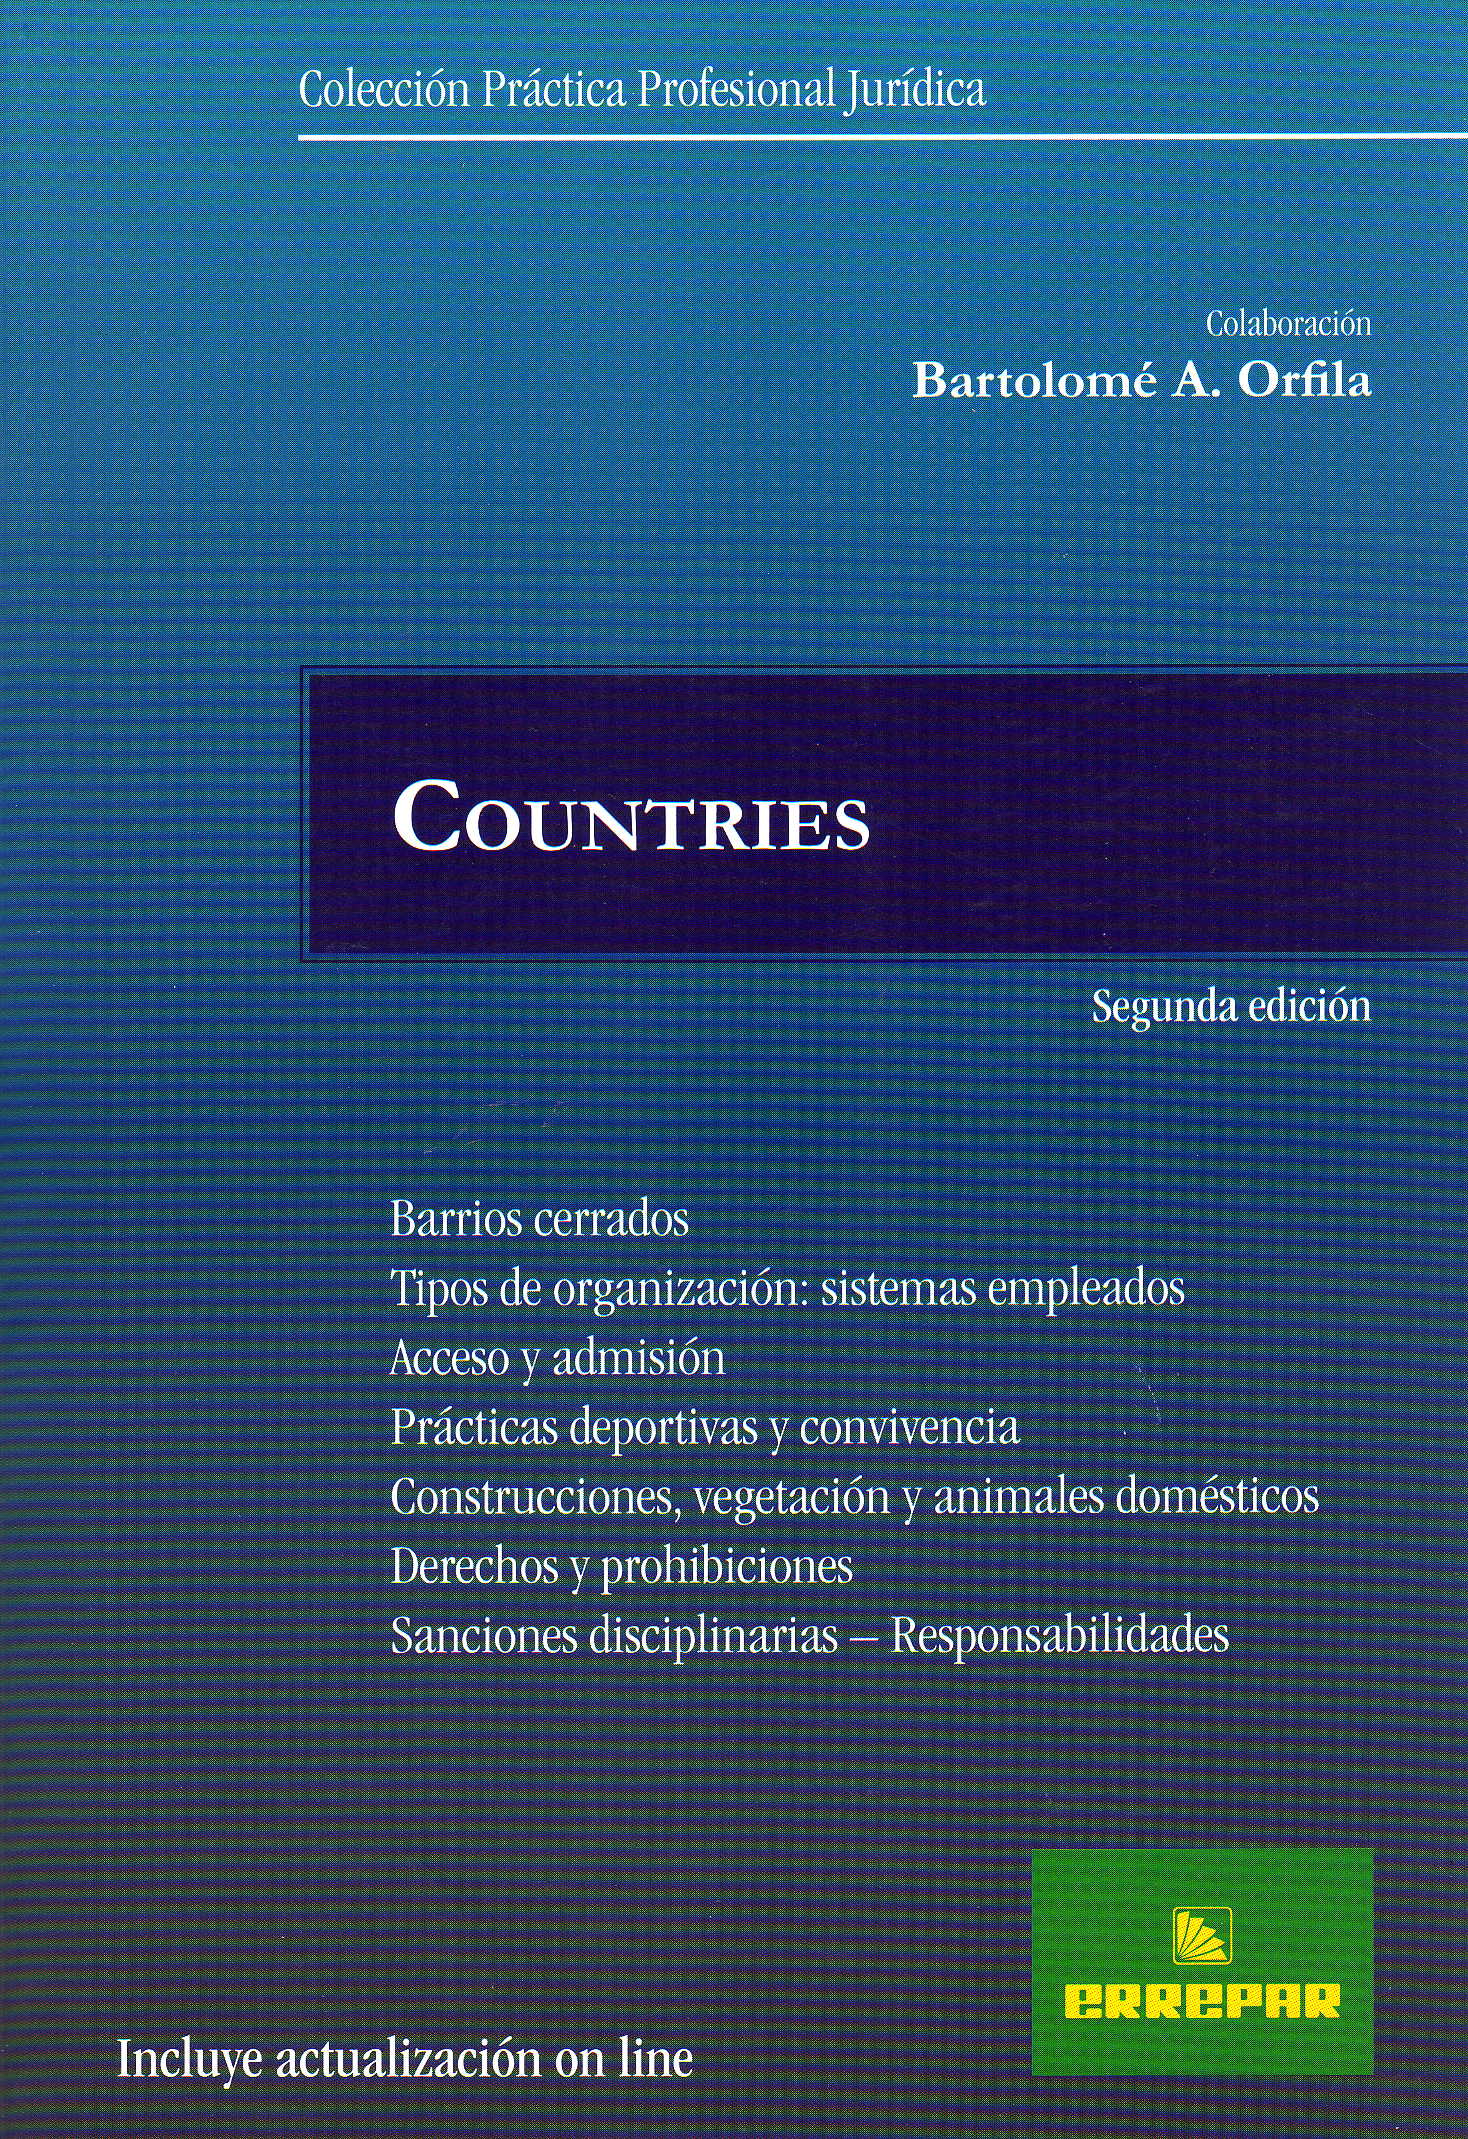 Colección Práctica Profesional Jurídica
Colaboración
Bartolomé A. Orfila
COUNTRIES
Segunda edición
Barrios cerrados
Tipos de organización: sistemas empleados
Acceso y admisión
Prácticas deportivas y convivencia
Construcciones, vegetación y animales domésticos
Derechos y prohibiciones
Sanciones disciplinarias – Responsabilidades
ERREPAR
Incluye actualización on line